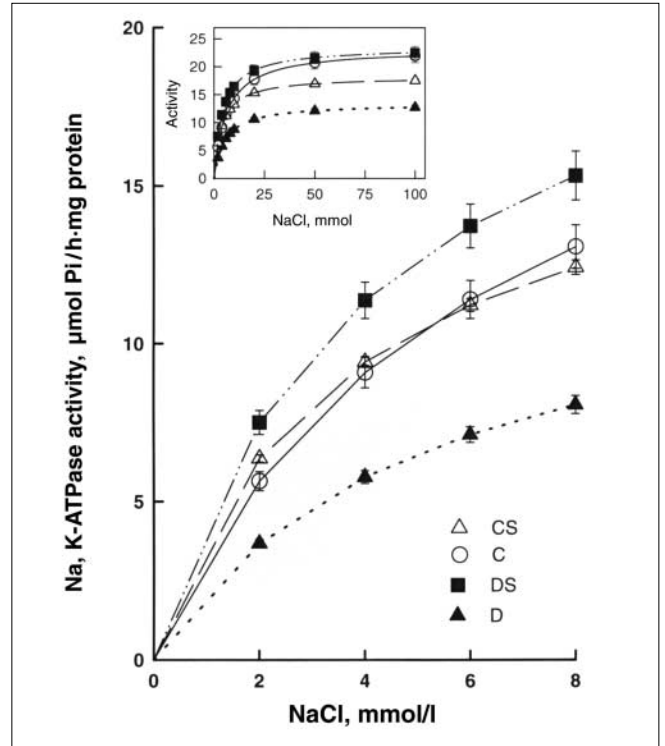 20
15
10
5
0
Na, K-ATPase activity, µmol Pi/h·mg protein
0 2 4 6 8
NaCl, mmol/l
25
20
15
10
5
0
Activity
0 25 50 75 100
NaCl, mmol
CS
C
DS
D